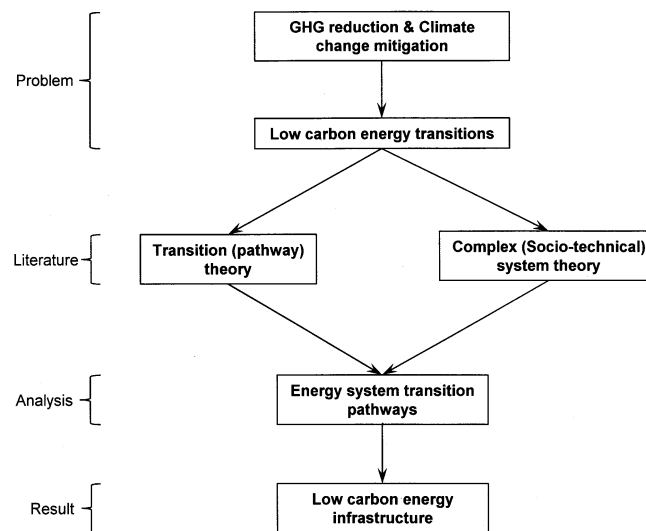 GHG reduction & Climate
change mitigation
Problem
Low carbon energy transitions
Transition (pathway)
theory
Complex (Socio-technical)
system theory
Literature
Energy system transition
pathways
Analysis
Low carbon energy
infrastructure
Result